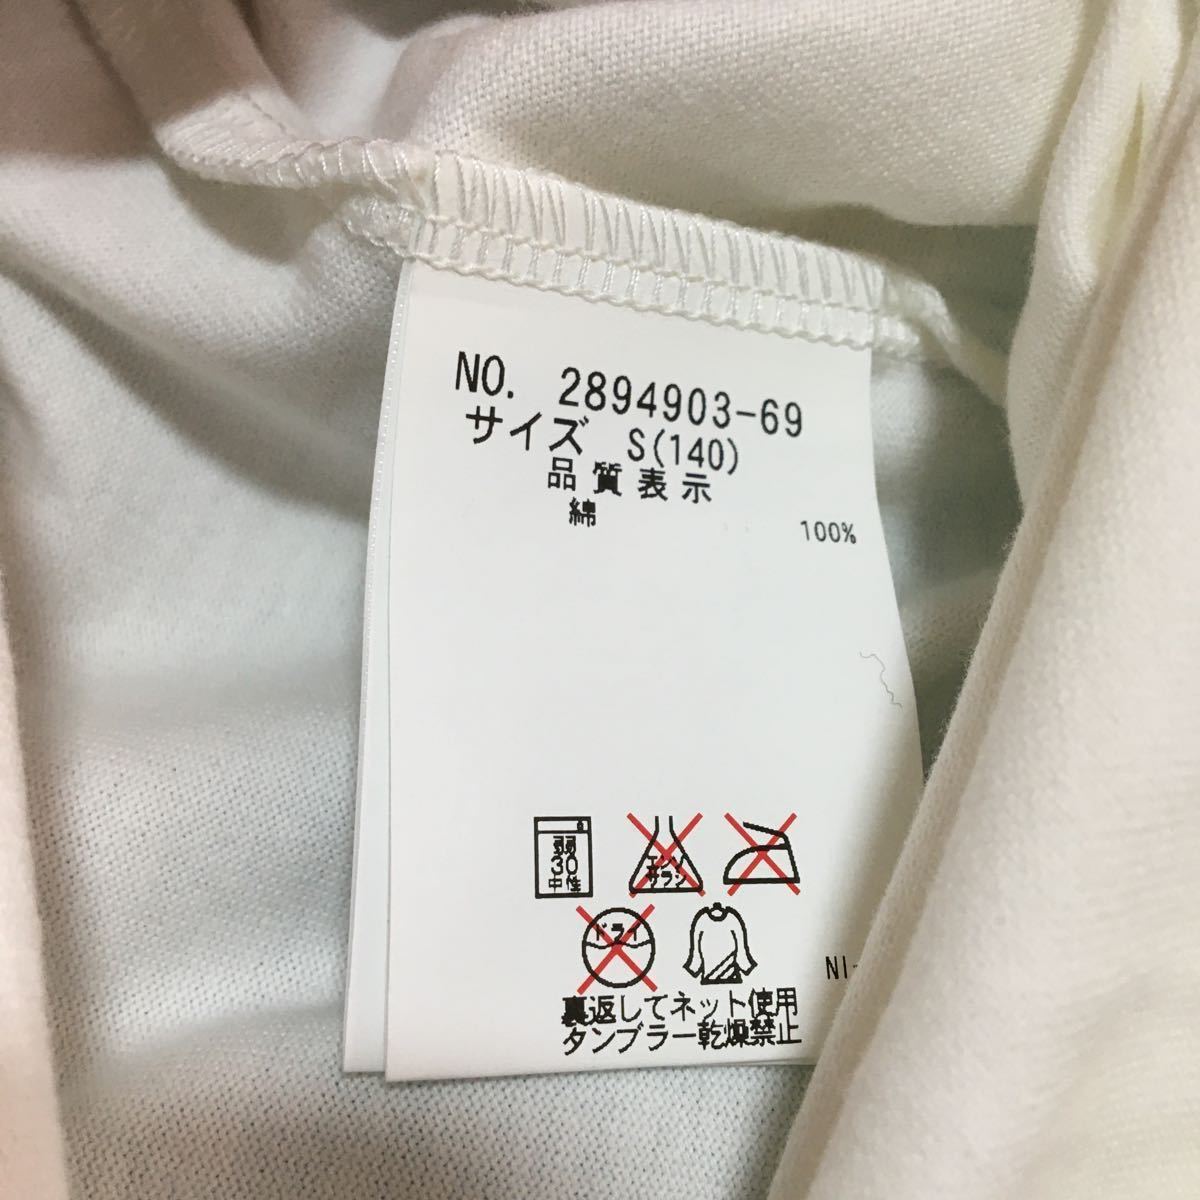 NO. 2894903-69
サイズ S(140)
品質表示
綿 100%
弱
30
中性
エンソ
サラシ
ドライ
NI-
裏返してネット使用
タンブラー乾燥禁止